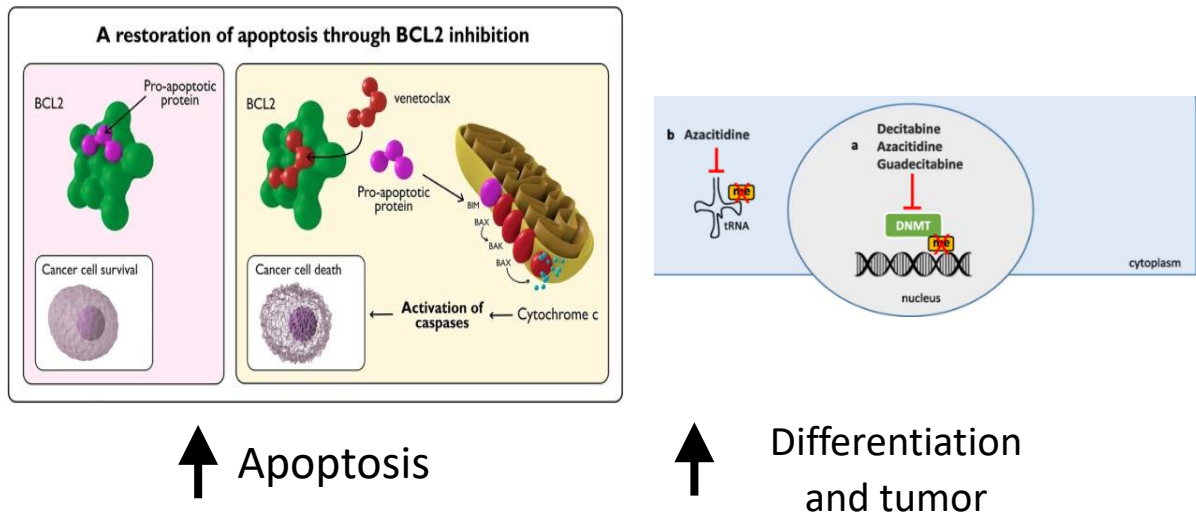 A restoration of apoptosis through BCL2 inhibition
Pro-apoptotic
protein
BCL2
Cancer cell survival
BCL2
venetoclax
Pro-apoptotic
protein
BIM
BAX
BAK
BAX
Cancer cell death
Activation of
caspases
Cytochrome c
b Azacitidine
me
tRNA
a
Decitabine
Azacitidine
Guadecitabine
DNMT
me
nucleus
cytoplasm
Apoptosis
Differentiation
and tumor